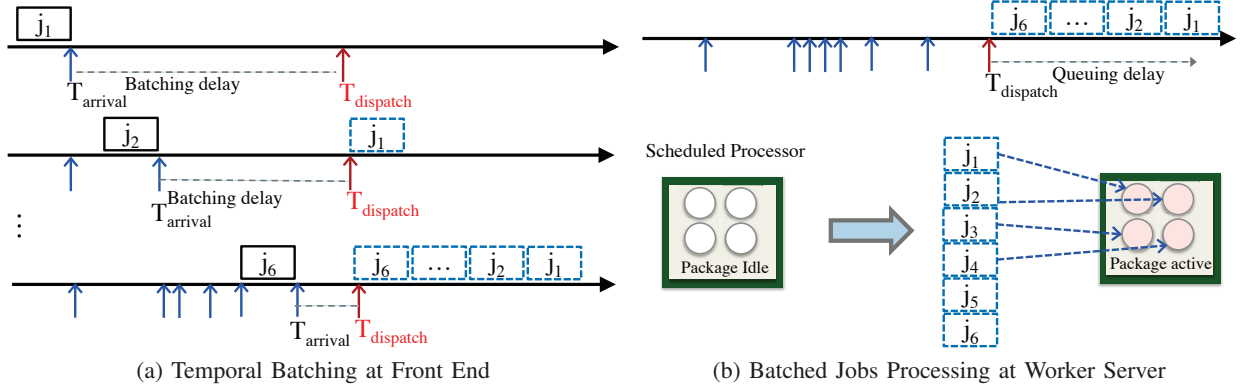 j1
Batching delay
Tarrival
Tdispatch
j2
j1
Batching delay
Tarrival
Tdispatch
⋮
j6
j6 ... j2 j1
Tarrival
Tdispatch
(a) Temporal Batching at Front End
j6 ... j2 j1
Queuing delay
Tdispatch
Scheduled Processor
Package Idle
j1
j2
j3
j4
j5
j6
Package active
(b) Batched Jobs Processing at Worker Server